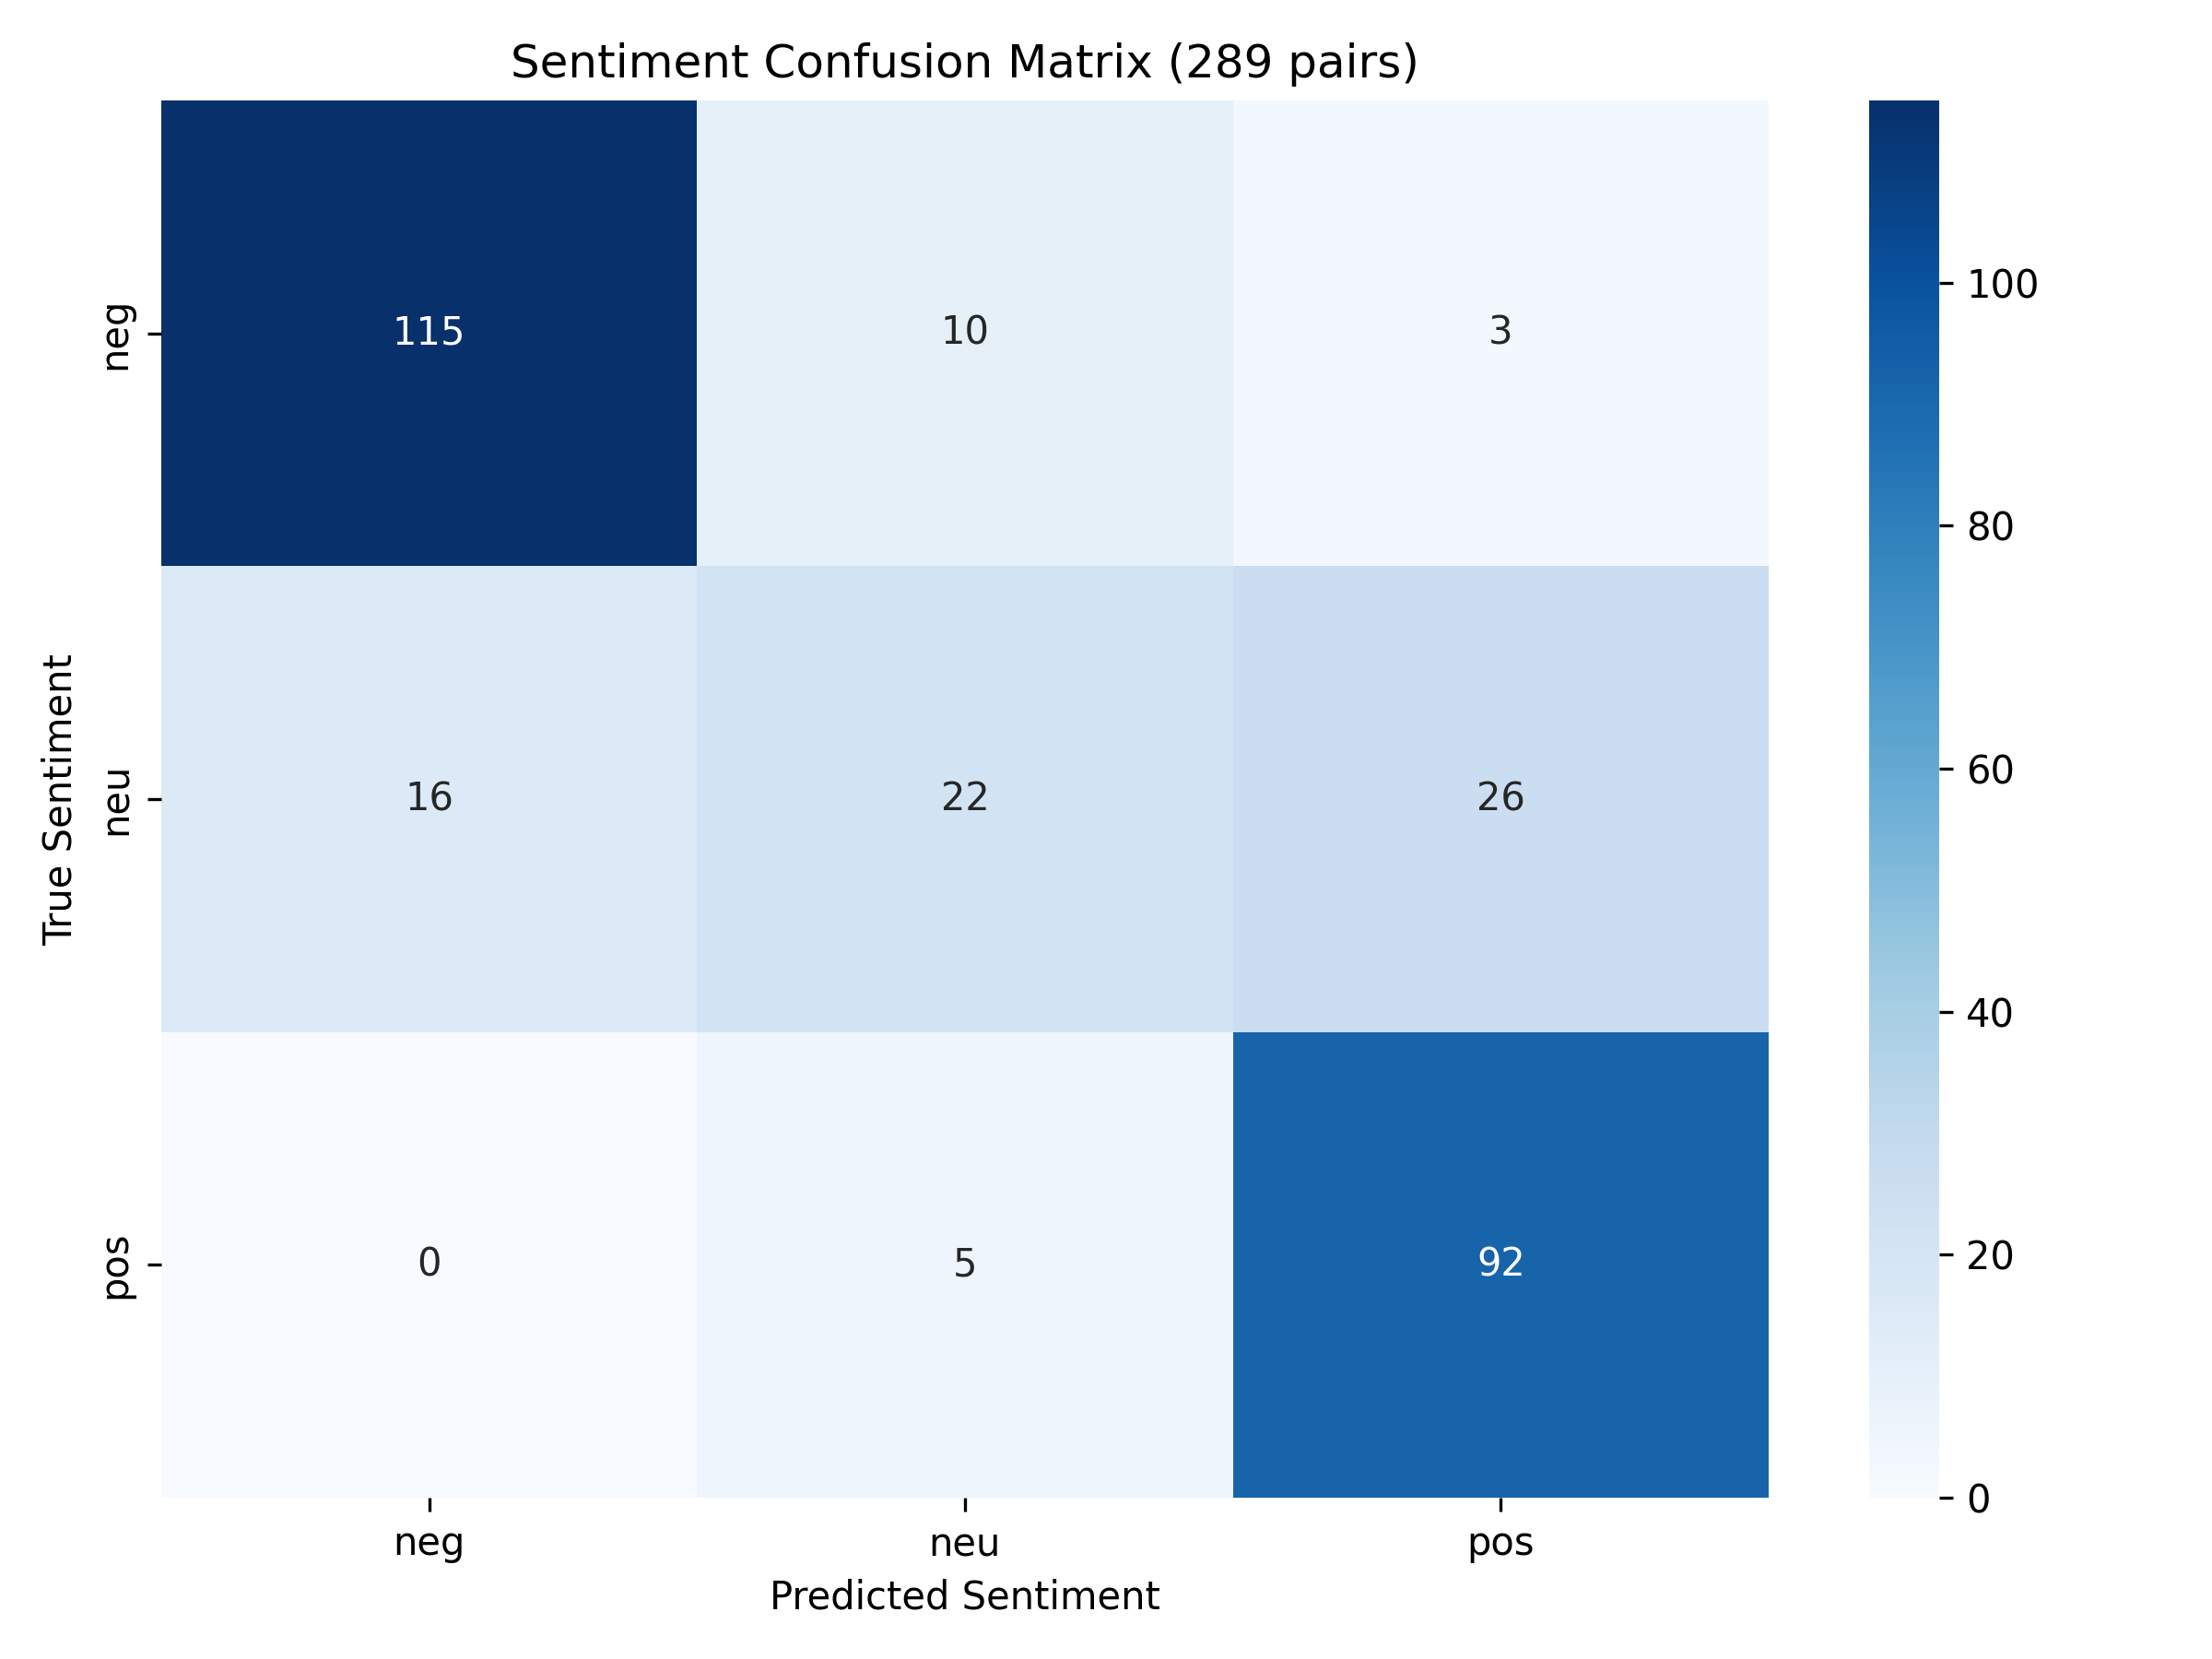 Sentiment Confusion Matrix (289 pairs)
True Sentiment
neg
115
10
3
neu
16
22
26
pos
0
5
92
neg
neu
pos
Predicted Sentiment
100
80
60
40
20
0